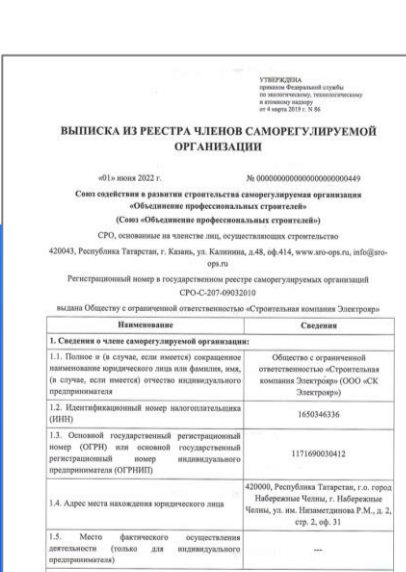 УТВЕРЖДЕНА
приказом Федеральной службы
по экологическому, технологическому
и атомному надзору
от 4 марта 2019 г. N 86
ВЫПИСКА ИЗ РЕЕСТРА ЧЛЕНОВ САМОРЕГУЛИРУЕМОЙ
ОРГАНИЗАЦИИ
«01» июня 2022 г.
№ 0000000000000000000000449
Союз содействия в развитии строительства саморегулируемая организация
«Объединение профессиональных строителей»
(Союз «Объединение профессиональных строителей»)
СРО, основанные на членстве лиц, осуществляющих строительство
420043, Республика Татарстан, г. Казань, ул. Калинина, д.48, оф.414, www.sro-ops.ru, info@sro-
ops.ru
Регистрационный номер в государственном реестре саморегулируемых организаций
СРО-С-207-09032010
выдана Обществу с ограниченной ответственностью «Строительная компания Электроярр»
Наименование
Сведения
1. Сведения о члене саморегулируемой организации:
1.1. Полное и (в случае, если имеется) сокращенное
наименование юридического лица или фамилия, имя,
(в случае, если имеется) отчество индивидуального
предпринимателя
Общество с ограниченной
ответственностью «Строительная
компания Электроярр» (ООО «СК
Электроярр»)
1.2. Идентификационный номер налогоплательщика
(ИНН)
1650346336
1.3. Основной государственный регистрационный
номер (ОГРН) или основной государственный
регистрационный номер индивидуального
предпринимателя (ОГРНИП)
1171690030412
1.4. Адрес места нахождения юридического лица
420000, Республика Татарстан, г.о. город
Набережные Челны, г. Набережные
Челны, ул. им. Низаметдинова Р.М., д. 2,
стр. 2, оф. 31
1.5. Место фактического осуществления
деятельности (только для индивидуального
предпринимателя)
---